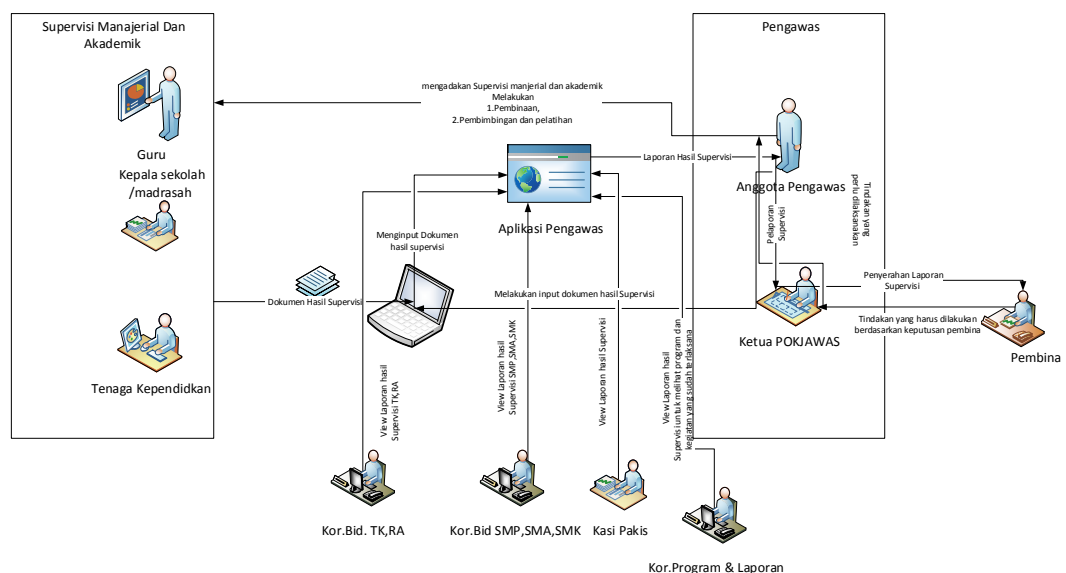 Supervisi Manajerial Dan
Akademik
Pengawas
mengadakan Supervisi manjerial dan akademik
Melakukan
1.Pembinaan,
2.Pembimbingan dan pelatihan
Guru
Kepala sekolah
/madrasah
Laporan Hasil Supervisi
Anggota Pengawas
Tindakan yang
perlu dilaksanakan
Pelaporan
Supervisi
Aplikasi Pengawas
Menginput Dokumen
hasil supervisi
Dokumen Hasil Supervisi
Melakukan input dokumen hasil Supervisi
Penyerahan Laporan
Supervisi
Tindakan yang harus dilakukan
berdasarkan keputusan pembina
Ketua POKJAWAS
Pembina
Tenaga Kependidkan
View Laporan hasil
Supervisi TK,RA
View Laporan hasil
Supervisi SMP,SMA,SMK
View Laporan hasil Supervisi
View Laporan hasil
Supervisi untuk melihat program dan
kegiatan yang sudah terlaksana
Kor.Bid. TK,RA
Kor.Bid SMP,SMA,SMK
Kasi Pakis
Kor.Program & Laporan